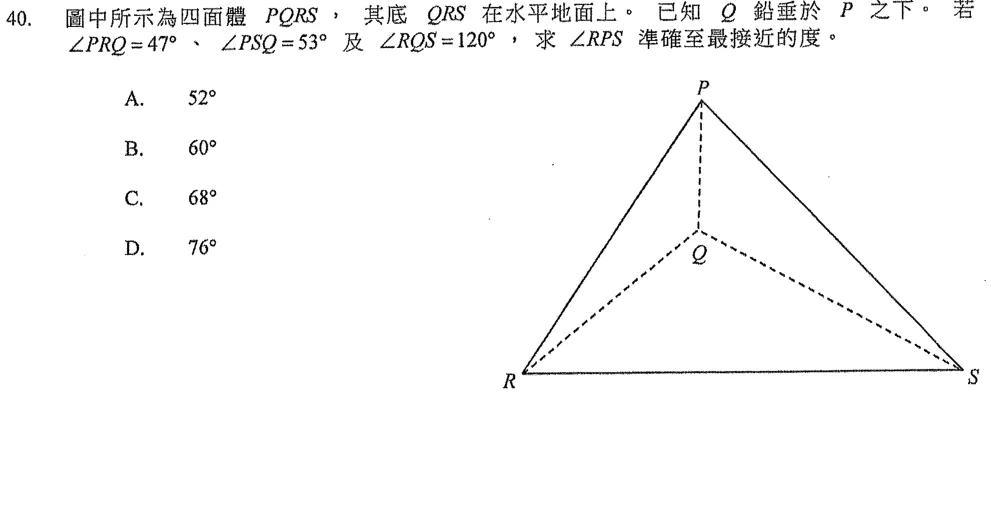 40. 圖中所示為四面體 PQRS，其底 QRS 在水平地面上。已知 Q 鉛垂於 P 之下。若
∠PRQ = 47°、∠PSQ = 53° 及 ∠RQS = 120°，求 ∠RPS 準確至最接近的度。
A. 52°
B. 60°
C. 68°
D. 76°
P
Q
R
S